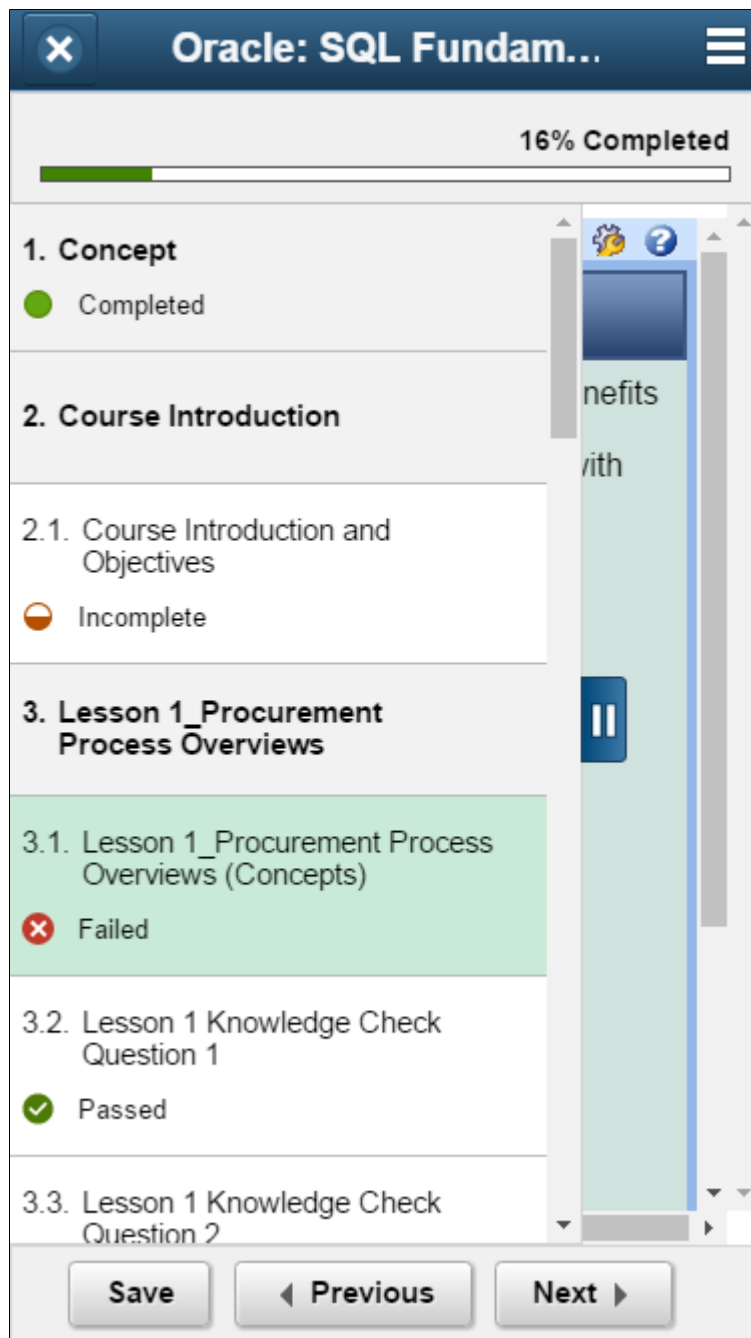 Oracle: SQL Fundam...
16% Completed
1. Concept
Completed
2. Course Introduction
nefits
with
2.1. Course Introduction and
Objectives
Incomplete
3. Lesson 1_Procurement
Process Overviews
3.1. Lesson 1_Procurement Process
Overviews (Concepts)
Failed
3.2. Lesson 1 Knowledge Check
Question 1
Passed
3.3. Lesson 1 Knowledge Check
Question 2
Save
Previous
Next